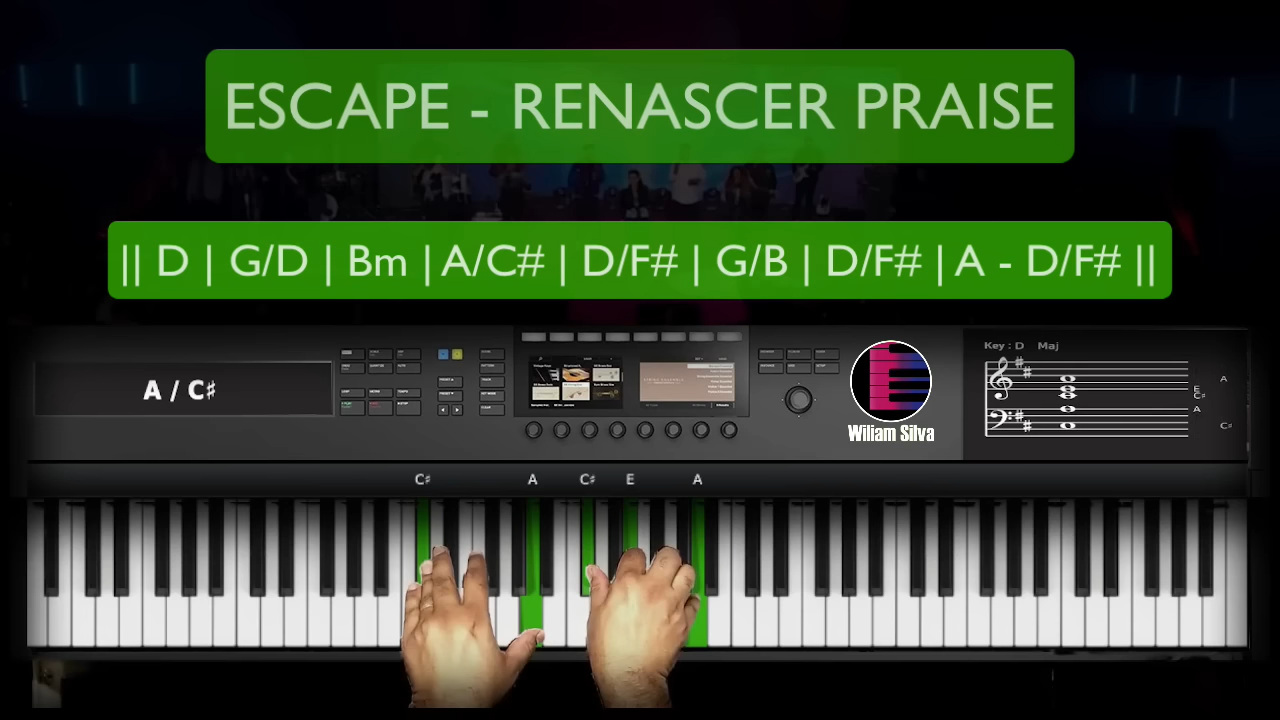 ESCAPE - RENASCER PRAISE
|| D | G/D | Bm | A/C# | D/F# | G/B | D/F# | A - D/F# ||
A / C♯
Wiliam Silva
Key : D Maj
A
E
C♯
A
C♯
C♯ A C♯ E A